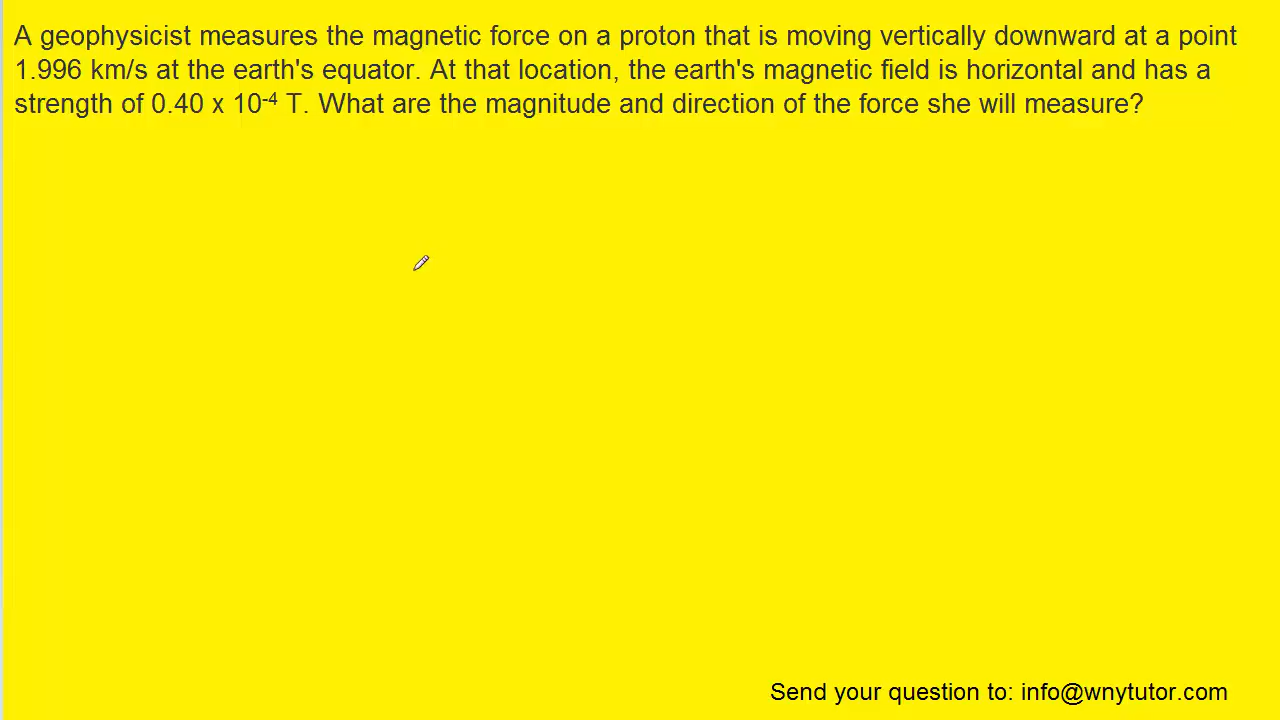 A geophysicist measures the magnetic force on a proton that is moving vertically downward at a point
1.996 km/s at the earth's equator. At that location, the earth's magnetic field is horizontal and has a
strength of 0.40 x 10⁻⁴ T. What are the magnitude and direction of the force she will measure?
Send your question to: info@wnytutor.com